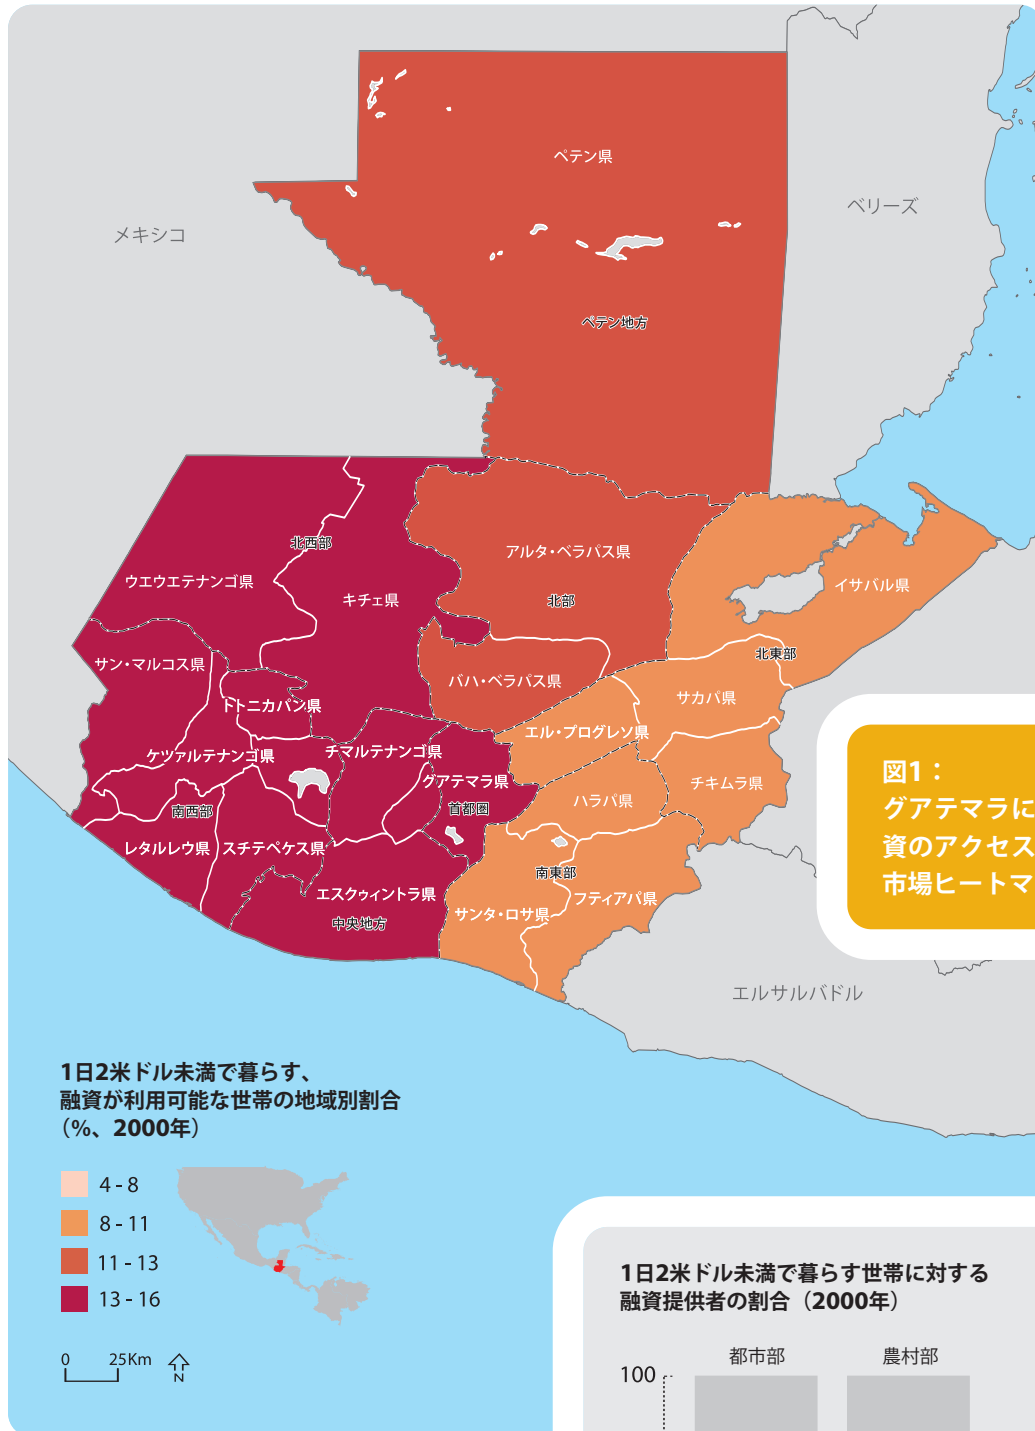 ペテン県
ベリーズ
メキシコ
ペテン地方
北西部
アルタ・ベラパス県
ウエウエテナンゴ県
キチェ県
北部
イサバル県
サン・マルコス県
北東部
バハ・ベラパス県
サカパ県
トトニカパン県
エル・プログレソ県
チマルテナンゴ県
ケツァルテナンゴ県
グアテマラ県
チキムラ県
ハラパ県
首都圏
南西部
レタルレウ県
スチテペケス県
南東部
エスクゥイントラ県
フティアパ県
サンタ・ロサ県
中央地方
図1：
グアテマラに
資のアクセス
市場ヒートマ
エルサルバドル
1日2米ドル未満で暮らす、
融資が利用可能な世帯の地域別割合
（%、2000年）
4 - 8
8 - 11
11 - 13
13 - 16
0 25Km
N
1日2米ドル未満で暮らす世帯に対する
融資提供者の割合（2000年）
都市部 農村部
100